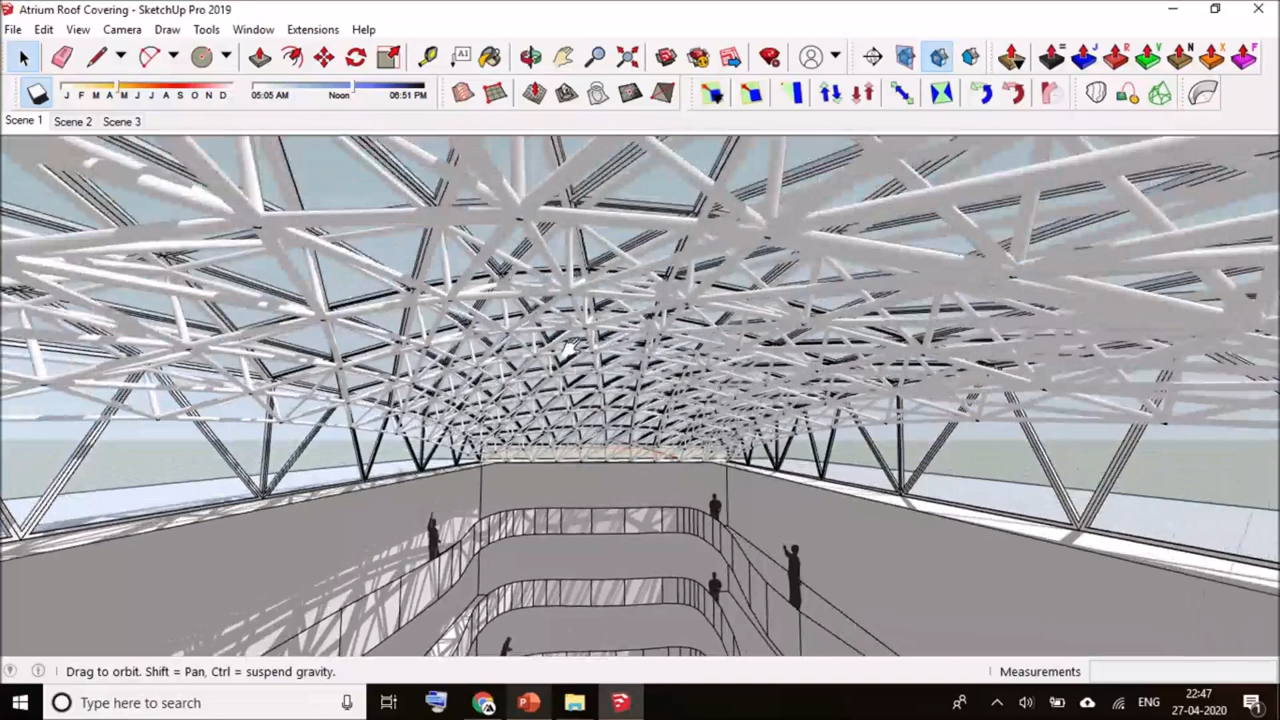 Atrium Roof Covering - SketchUp Pro 2019
File Edit View Camera Draw Tools Window Extensions Help
A1 = J R V N X F
J F M A M J J A S O N D 05:05 AM Noon 06:51 PM
Scene 1 Scene 2 Scene 3
Drag to orbit. Shift = Pan, Ctrl = suspend gravity. Measurements
Type here to search
ENG
22:47
27-04-2020
1